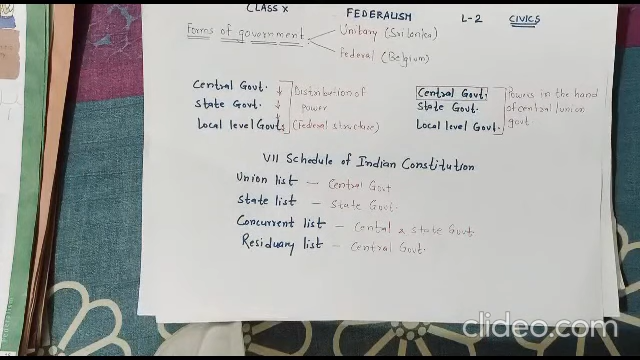 CLASS X FEDERALISM L-2 CIVICS
Forms of government Unitary (Sri lanka)
Federal (Belgium)
Central Govt.
State Govt.
Local level Govt.
Distribution of
power
(Federal structure)
Central Govt.
State Govt.
Local level Govt.
Powers in the hand
of central/union
govt.
VII Schedule of Indian Constitution
Union list – Central Govt
State list – State Govt.
Concurrent list – Central & State Govt.
Residuary list – Central Govt.
clideo.com